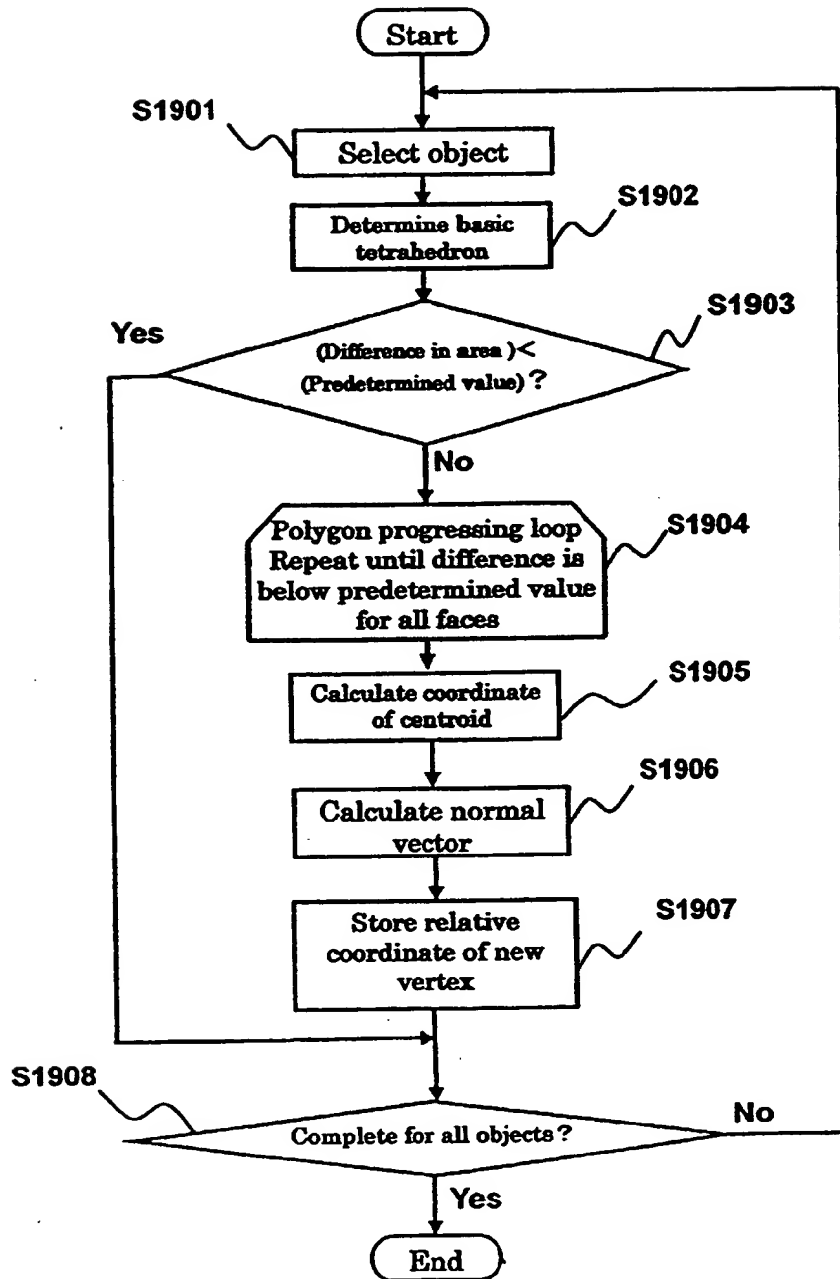 Start
S1901
Select object
S1902
Determine basic
tetrahedron
S1903
Yes
(Difference in area )<
(Predetermined value) ?
No
S1904
Polygon progressing loop
Repeat until difference is
below predetermined value
for all faces
S1905
Calculate coordinate
of centroid
S1906
Calculate normal
vector
S1907
Store relative
coordinate of new
vertex
S1908
No
Complete for all objects ?
Yes
End